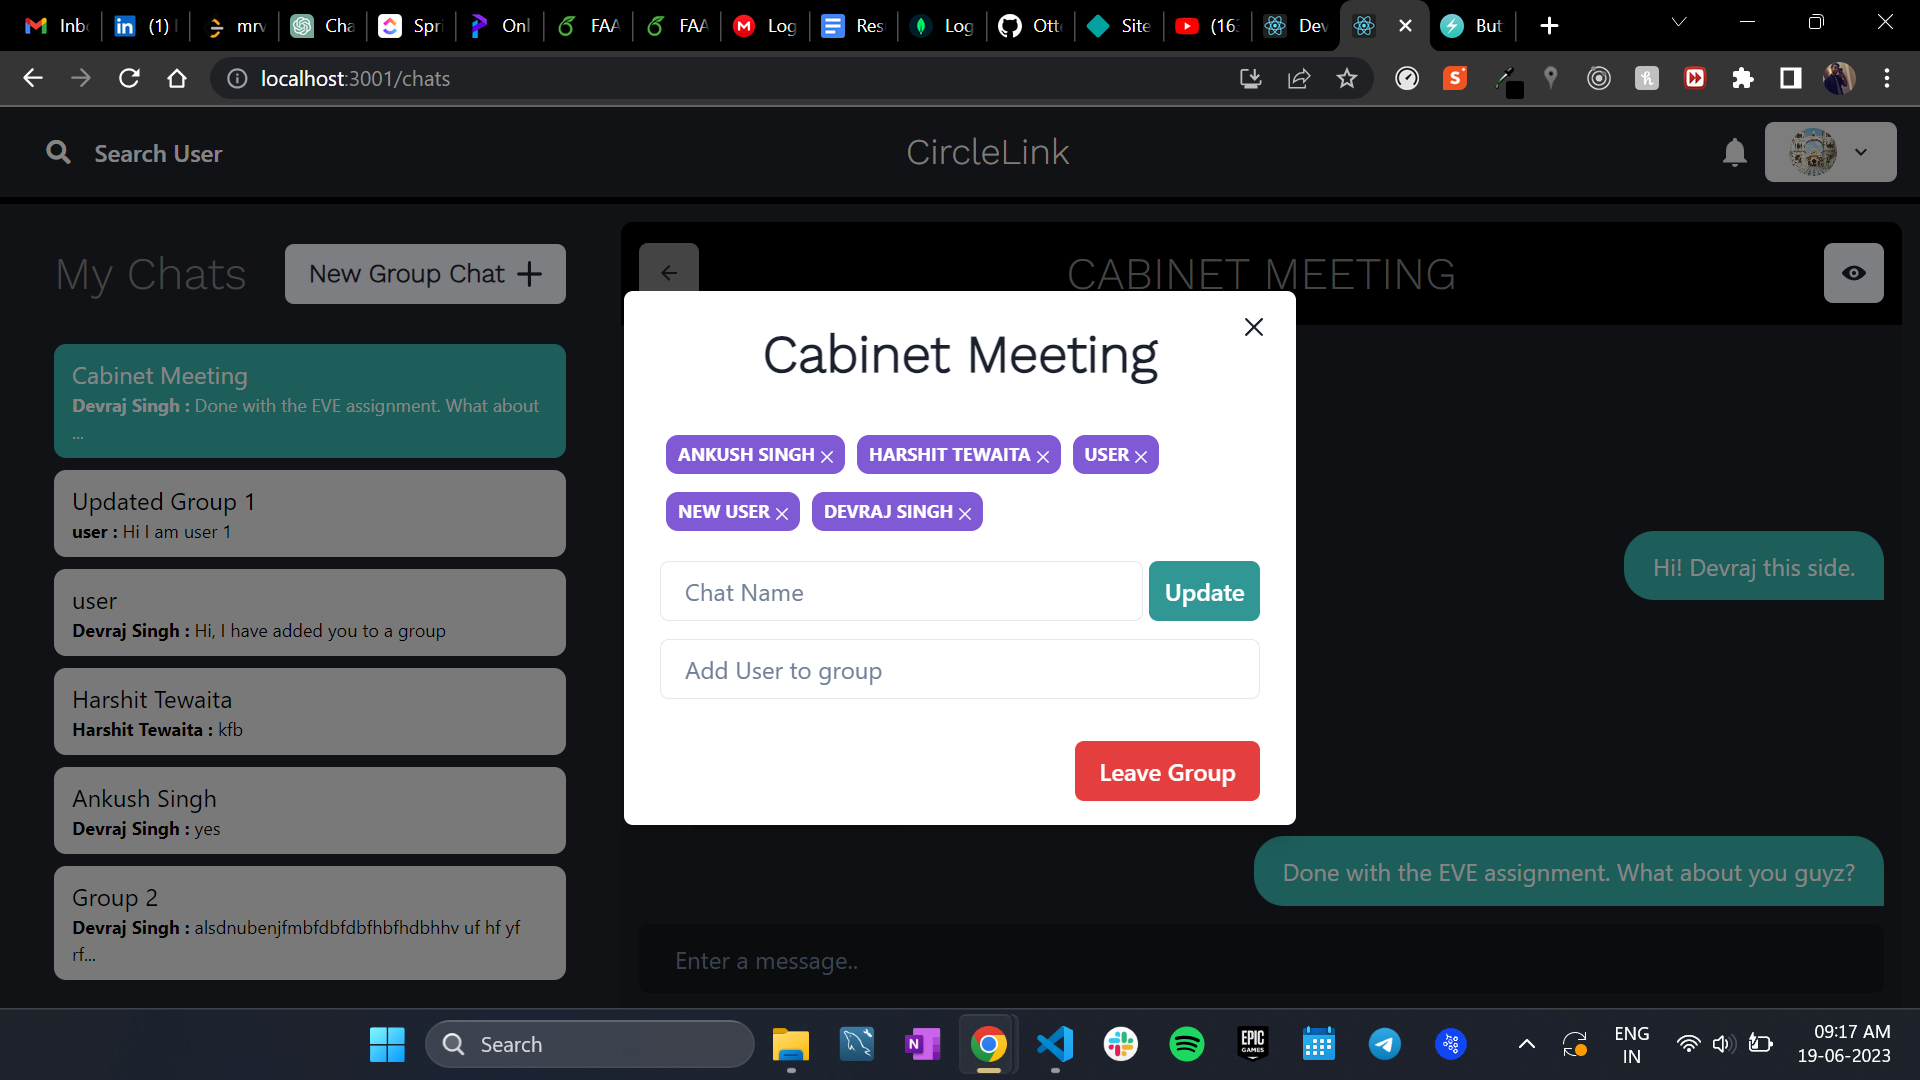 Inb (1) mrv Cha Spri Onl FAA FAA Log Res Log Otte Site (163 Dev But
localhost:3001/chats
Search User
CircleLink
My Chats
New Group Chat
CABINET MEETING
Cabinet Meeting
Devraj Singh : Done with the EVE assignment. What about
...
Updated Group 1
user : Hi I am user 1
user
Devraj Singh : Hi, I have added you to a group
Harshit Tewaita
Harshit Tewaita : kfb
Ankush Singh
Devraj Singh : yes
Group 2
Devraj Singh : alsdnubenjfmbfdbfdbfhbfhdbhhv uf hf yf
rf...
Cabinet Meeting
ANKUSH SINGH HARSHIT TEWAITA USER
NEW USER DEVRAJ SINGH
Chat Name
Update
Add User to group
Leave Group
Hi! Devraj this side.
Done with the EVE assignment. What about you guyz?
Enter a message..
Search
EPIC
GAMES
ENG
IN
09:17 AM
19-06-2023